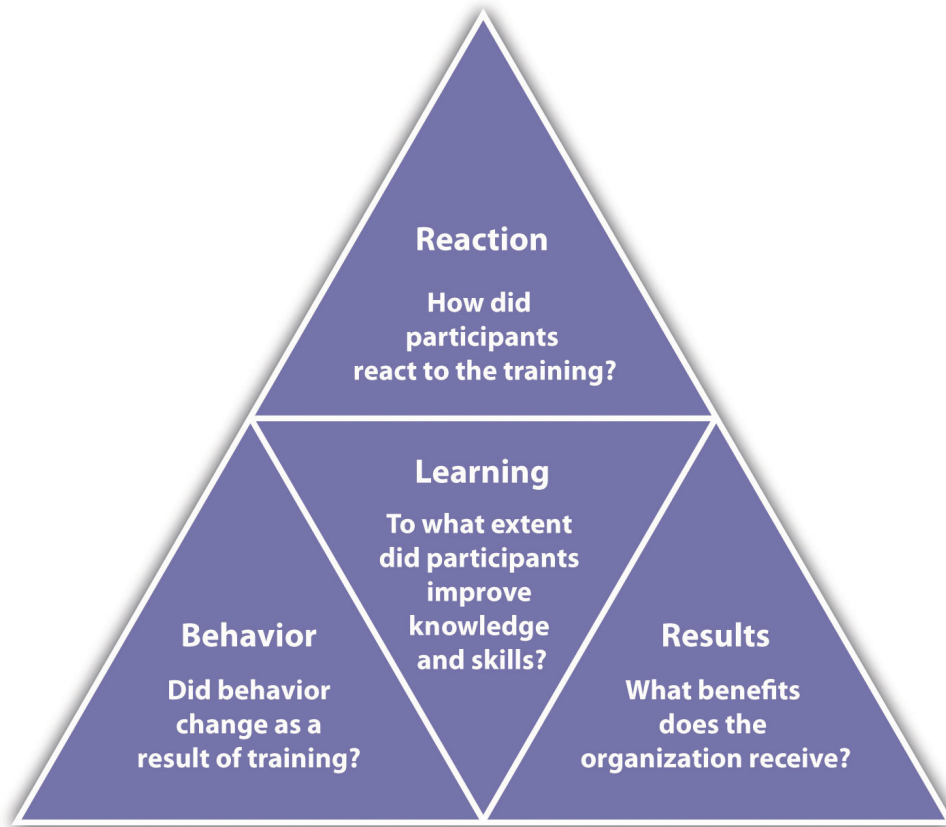 Reaction
How did
participants
react to the training?
Learning
To what extent
did participants
improve
knowledge
and skills?
Behavior
Did behavior
change as a
result of training?
Results
What benefits
does the
organization receive?